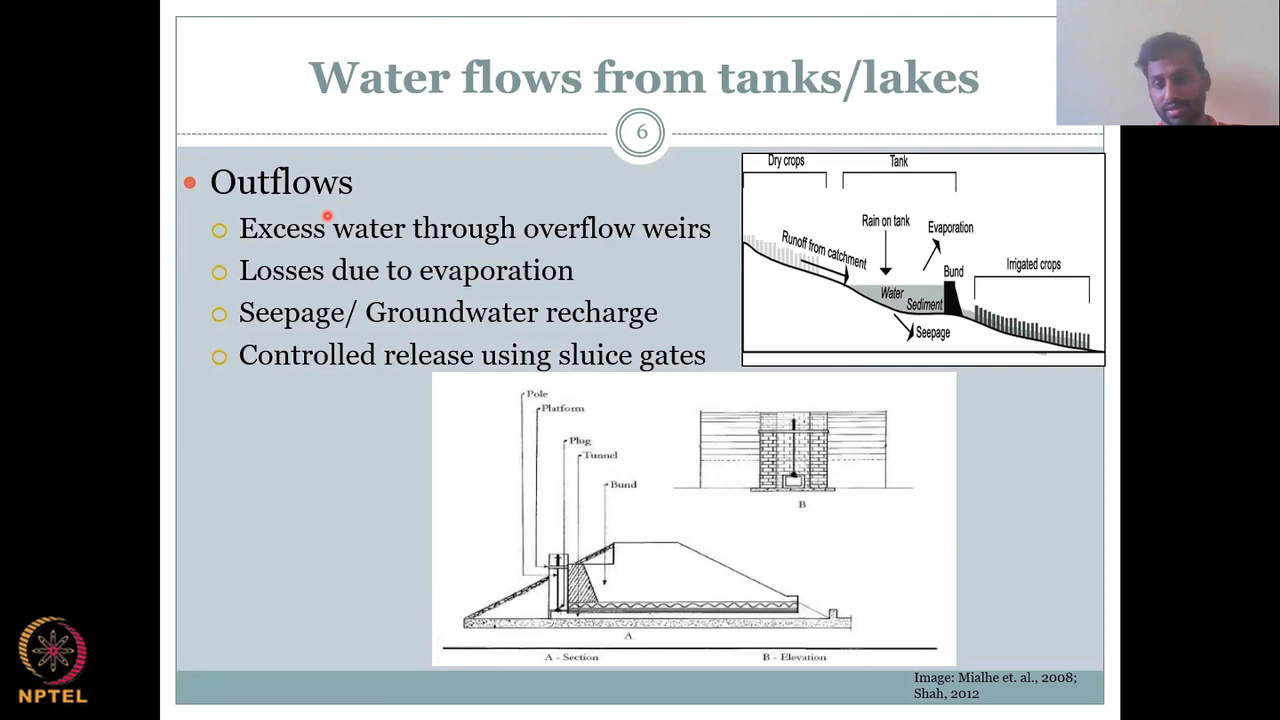 Water flows from tanks/lakes
6
Outflows
Excess water through overflow weirs
Losses due to evaporation
Seepage/ Groundwater recharge
Controlled release using sluice gates
Dry crops
Tank
Rain on tank
Evaporation
Runoff from catchment
Bund
Irrigated crops
Water
Sediment
Seepage
Pole
Platform
Plug
Tunnel
Bund
B
A
A - Section
B - Elevation
Image: Mialhe et. al., 2008;
Shah, 2012
NPTEL